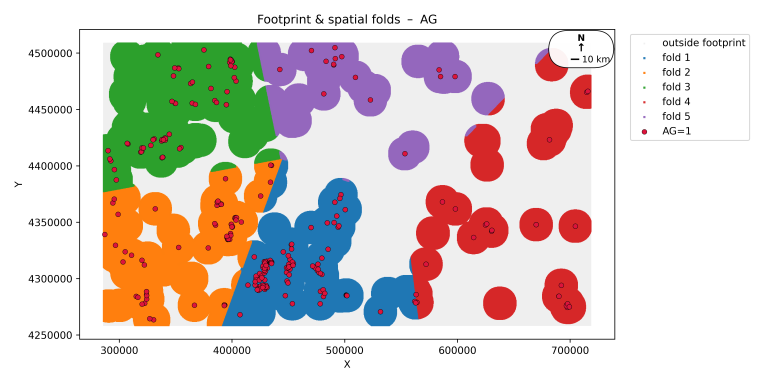 Footprint & spatial folds – AG
N
↑
10 km
outside footprint
fold 1
fold 2
fold 3
fold 4
fold 5
AG=1
4500000
4450000
4400000
4350000
4300000
4250000
Y
300000 400000 500000 600000 700000
X